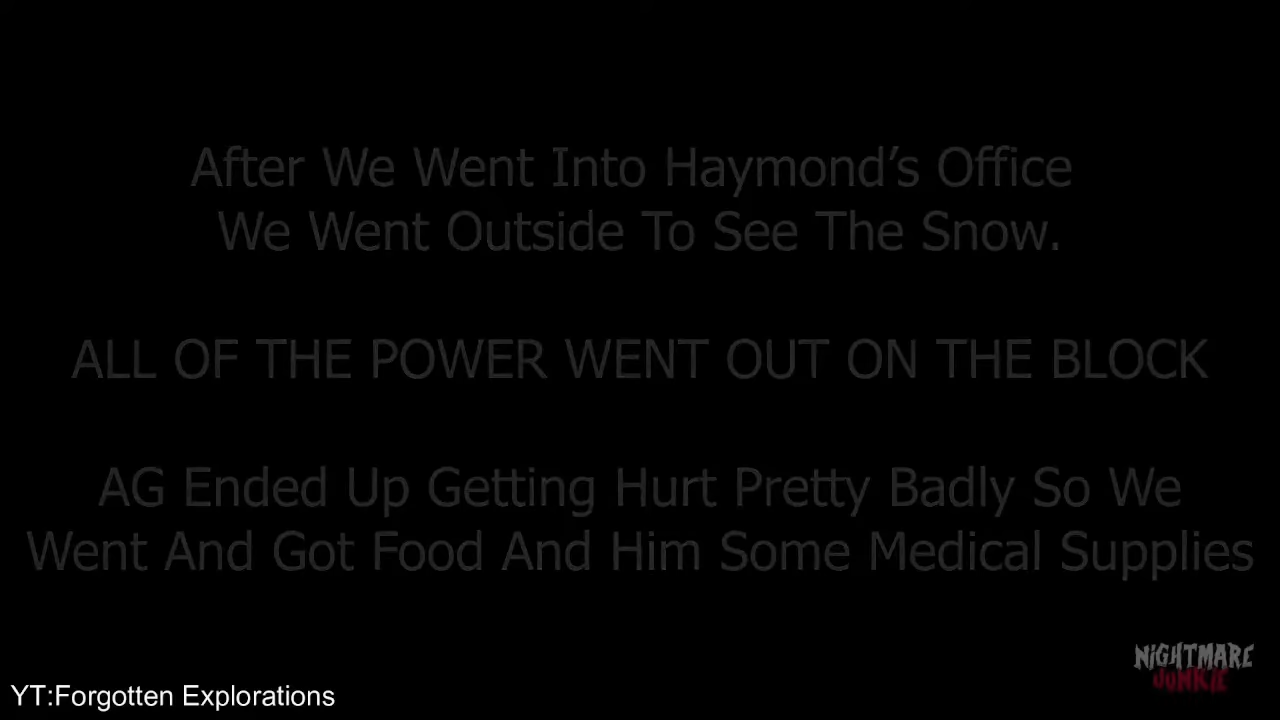 After We Went Into Haymond’s Office
We Went Outside To See The Snow.
ALL OF THE POWER WENT OUT ON THE BLOCK
AG Ended Up Getting Hurt Pretty Badly So We
Went And Got Food And Him Some Medical Supplies
NIGHTMARE
JUNKIE
YT:Forgotten Explorations